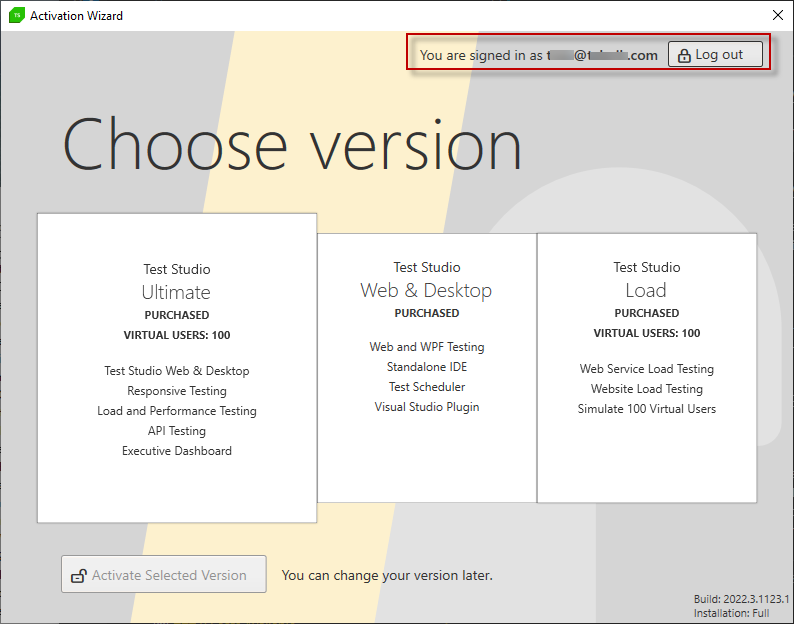 TS Activation Wizard
You are signed in as .com Log out
Choose version
Test Studio
Ultimate
PURCHASED
VIRTUAL USERS: 100
Test Studio Web & Desktop
Responsive Testing
Load and Performance Testing
API Testing
Executive Dashboard
Test Studio
Web & Desktop
PURCHASED
Web and WPF Testing
Standalone IDE
Test Scheduler
Visual Studio Plugin
Test Studio
Load
PURCHASED
VIRTUAL USERS: 100
Web Service Load Testing
Website Load Testing
Simulate 100 Virtual Users
Activate Selected Version
You can change your version later.
Build: 2022.3.1123.1
Installation: Full